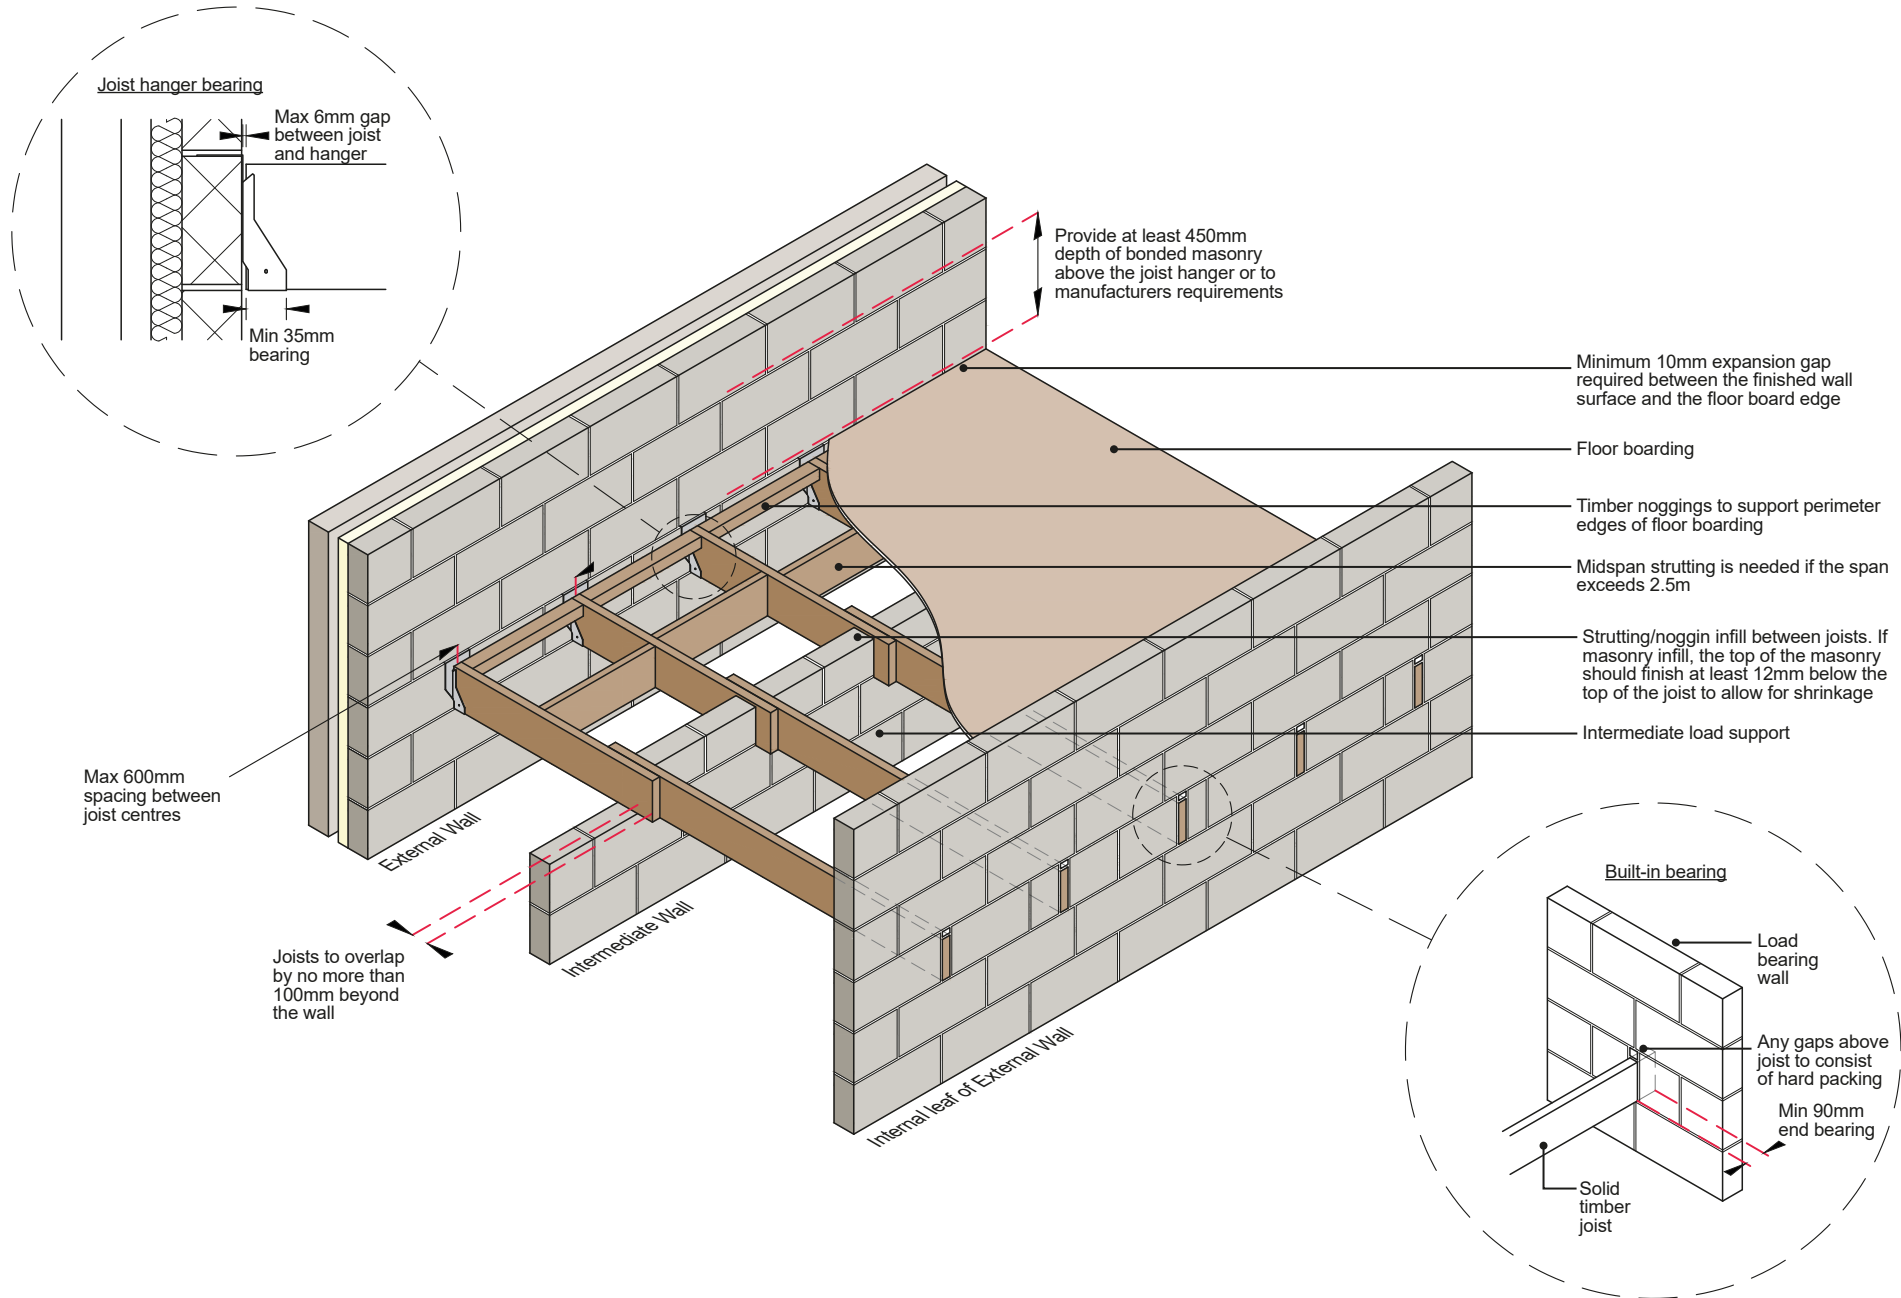 Joist hanger bearing
Max 6mm gap
between joist
and hanger
Min 35mm
bearing
Provide at least 450mm
depth of bonded masonry
above the joist hanger or to
manufacturers requirements
Minimum 10mm expansion gap
required between the finished wall
surface and the floor board edge
Floor boarding
Timber noggings to support perimeter
edges of floor boarding
Midspan strutting is needed if the span
exceeds 2.5m
Strutting/noggin infill between joists. If
masonry infill, the top of the masonry
should finish at least 12mm below the
top of the joist to allow for shrinkage
Intermediate load support
Max 600mm
spacing between
joist centres
External Wall
Intermediate Wall
Joists to overlap
by no more than
100mm beyond
the wall
Internal leaf of External Wall
Built-in bearing
Load
bearing
wall
Any gaps above
joist to consist
of hard packing
Min 90mm
end bearing
Solid
timber
joist